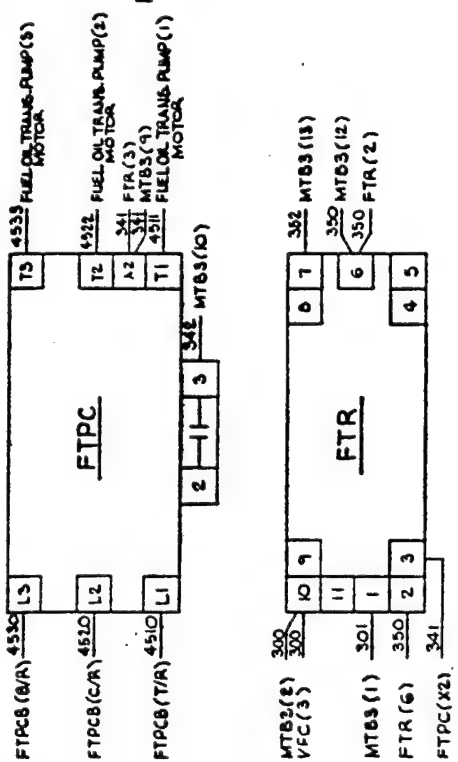 FTPCB (B/R) 4530 L3
FTPCB (C/R) 4520 L2
FTPCB (T/R) 4510 L1
FTPC
T3 4533 FUEL OIL TRANS. PUMP (3)
MOTOR
T2 4522 FUEL OIL TRANS. PUMP (2)
MOTOR
X2 341 FTR (3)
341 MTB3 (9)
T1 4511 FUEL OIL TRANS. PUMP (1)
MOTOR
2 3 342 MTB3 (10)
MTB2 (2) 300
VFC (3) 300 10 9
11
MTB3 (1) 301 1
FTR (6) 350 2 3
FTPC (X2) 341
FTR
8 7 352 MTB3 (13)
6 350 MTB3 (12)
350 FTR (2)
4 5